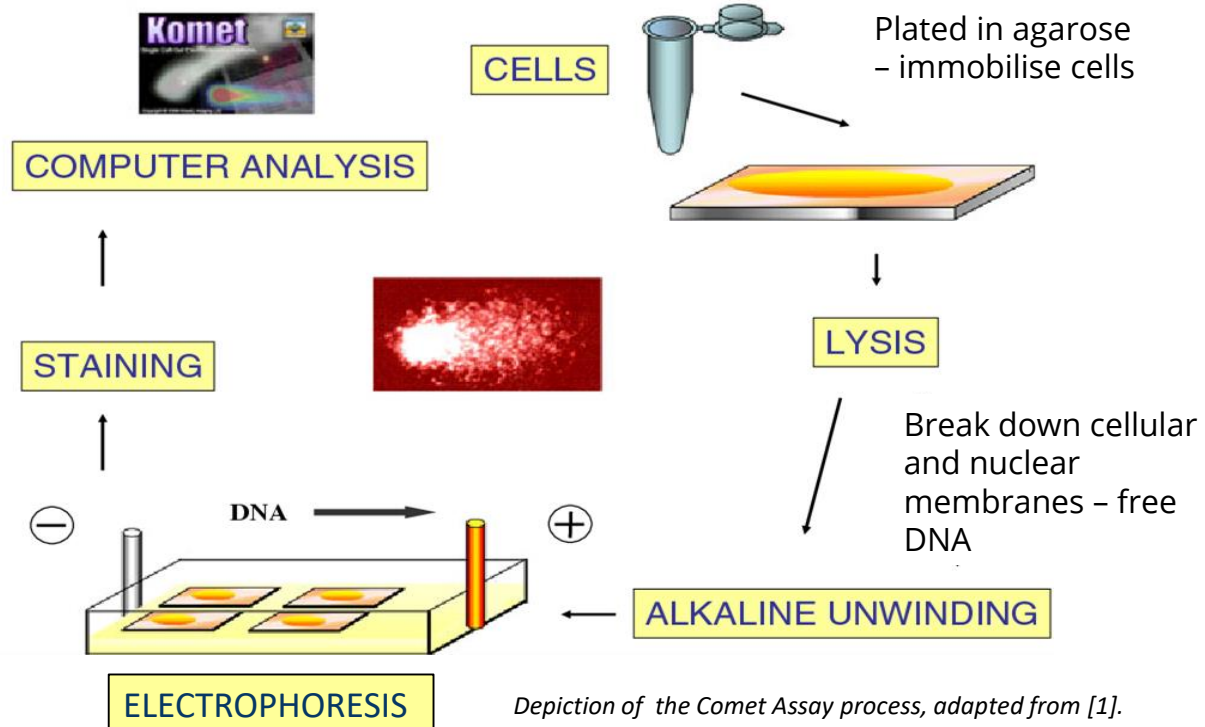 Komet
CELLS
Plated in agarose
– immobilise cells
COMPUTER ANALYSIS
LYSIS
STAINING
Break down cellular
and nuclear
membranes – free
DNA
DNA
−
+
ALKALINE UNWINDING
ELECTROPHORESIS
Depiction of the Comet Assay process, adapted from [1].